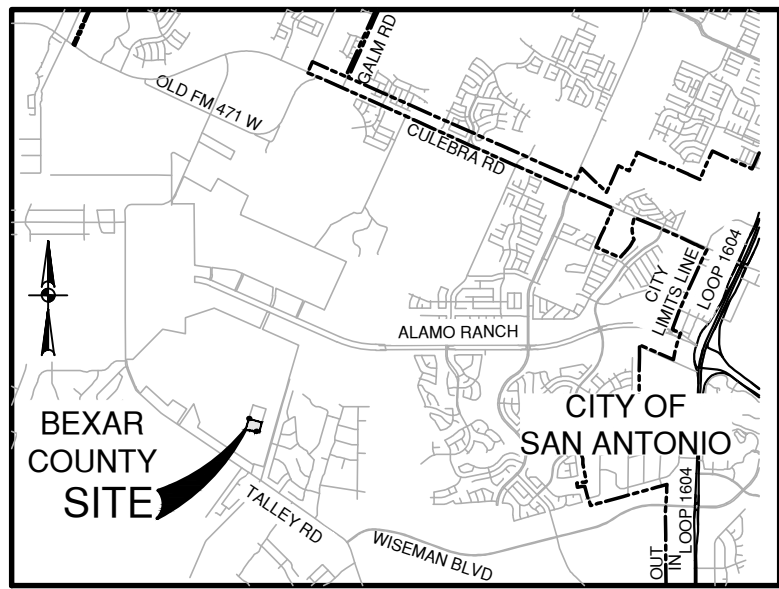 GALM RD
OLD FM 471 W
CULEBRA RD
CITY
LIMITS LINE
LOOP 1604
ALAMO RANCH
BEXAR
COUNTY
SITE
CITY OF
SAN ANTONIO
TALLEY RD
WISEMAN BLVD
OUT
IN
LOOP 1604